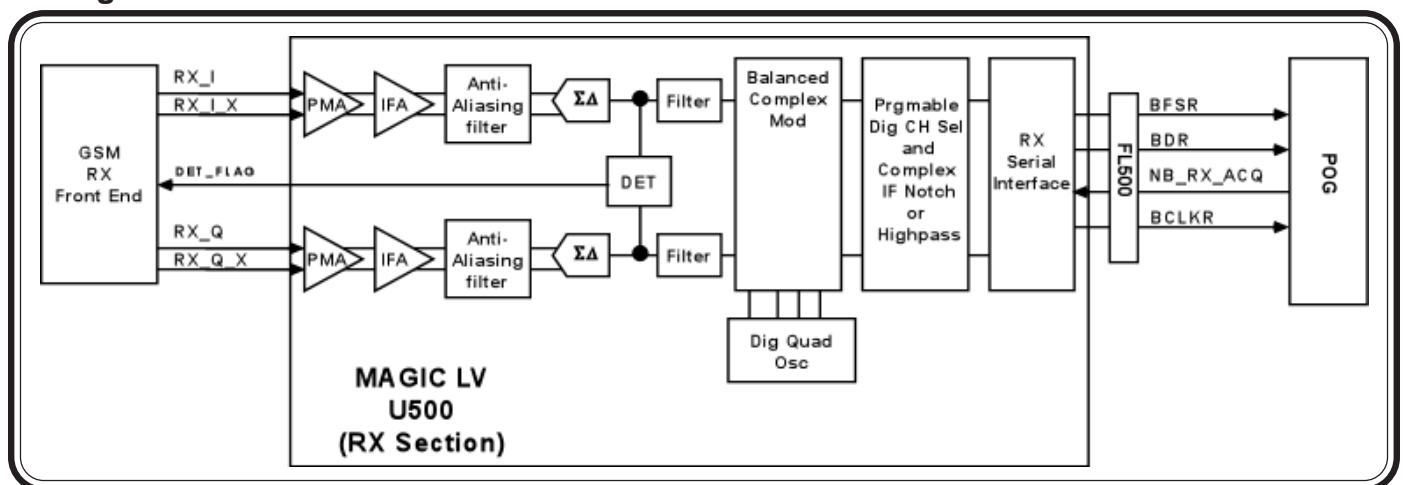 GSM
RX
Front End
RX_I
RX_I_X
DET_FLAG
RX_Q
RX_Q_X
PMA
IFA
Anti-
Aliasing
filter
ΣΔ
Filter
DET
PMA
IFA
Anti-
Aliasing
filter
ΣΔ
Filter
Balanced
Complex
Mod
Dig Quad
Osc
Prgmable
Dig CH Sel
and
Complex
IF Notch
or
Highpass
RX
Serial
Interface
FL500
BFSR
BDR
NB_RX_ACQ
BCLKR
POG
MAGIC LV
U500
(RX Section)